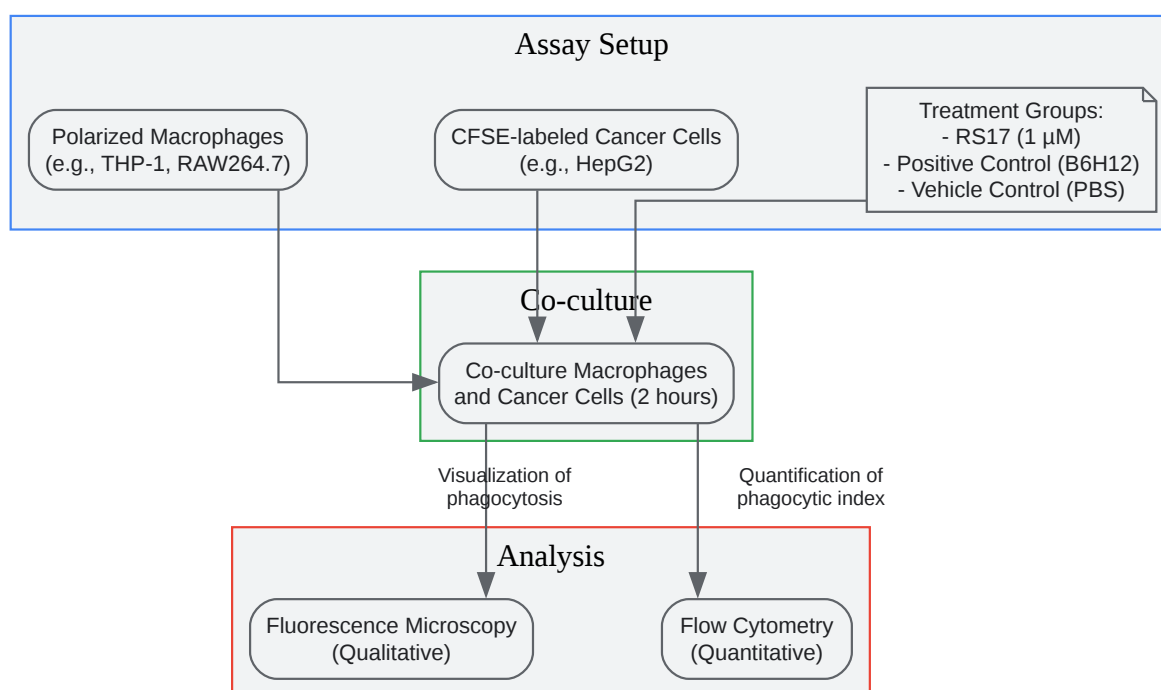 Assay Setup
Polarized Macrophages
(e.g., THP-1, RAW264.7)
CFSE-labeled Cancer Cells
(e.g., HepG2)
Treatment Groups:
- RS17 (1 µM)
- Positive Control (B6H12)
- Vehicle Control (PBS)
Co-culture
Co-culture Macrophages
and Cancer Cells (2 hours)
Visualization of
phagocytosis
Quantification of
phagocytic index
Analysis
Fluorescence Microscopy
(Qualitative)
Flow Cytometry
(Quantitative)